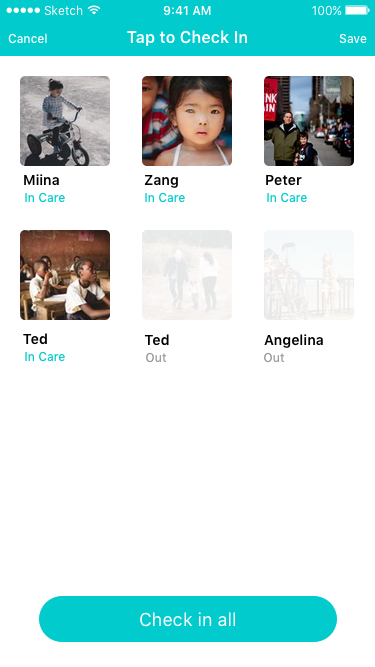 Sketch 9:41 AM 100%
Cancel Tap to Check In Save
Miina Zang Peter
In Care In Care In Care
Ted Ted Angelina
In Care Out Out
Check in all